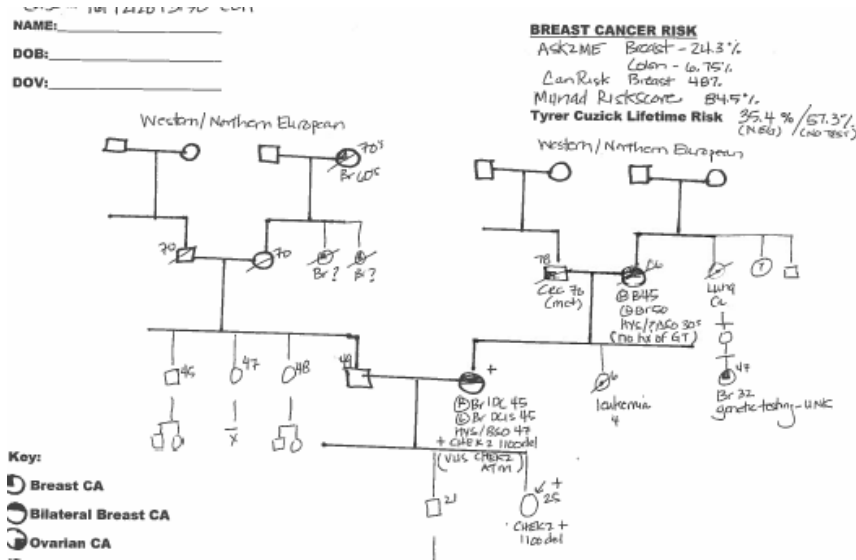 NAME:
DOB:
DOV:
BREAST CANCER RISK
ASK2ME Breast - 24.3%
Colon - 6.75%
CanRisk Breast 48%
Myriad RiskScore 84.5%
Tyrer Cuzick Lifetime Risk 35.4% / 57.3%
(NEG) (NO TEST)
Western/Northern European
Western/Northern European
70's
Br 60's
70
70
Br?
Br?
78
CRC 70
(met)
66
B45
Br50
HYS/?BSO 30s
(no hx of GT)
Lung
Ca
?
45
47
48
49
+
X
R Br IDC 45
L Br DCIS 45
HYS/BSO 47
+ CHEK2 1100del
(VUS CHEK2
ATM)
6
leukemia
4
47
Br 32
genetic testing - UNC
21
+
25
CHEK2 +
1100del
Key:
Breast CA
Bilateral Breast CA
Ovarian CA